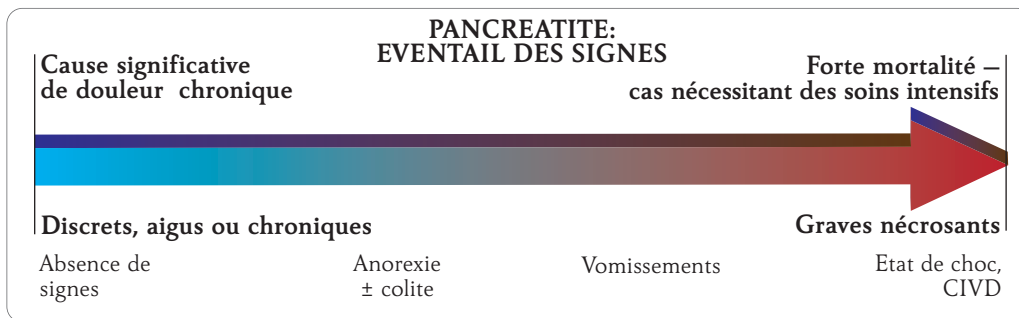 PANCREATITE:
EVENTAIL DES SIGNES
Cause significative
de douleur chronique
Forte mortalité –
cas nécessitant des soins intensifs
Discrets, aigus ou chroniques
Graves nécrosants
Absence de
signes
Anorexie
± colite
Vomissements
Etat de choc,
CIVD